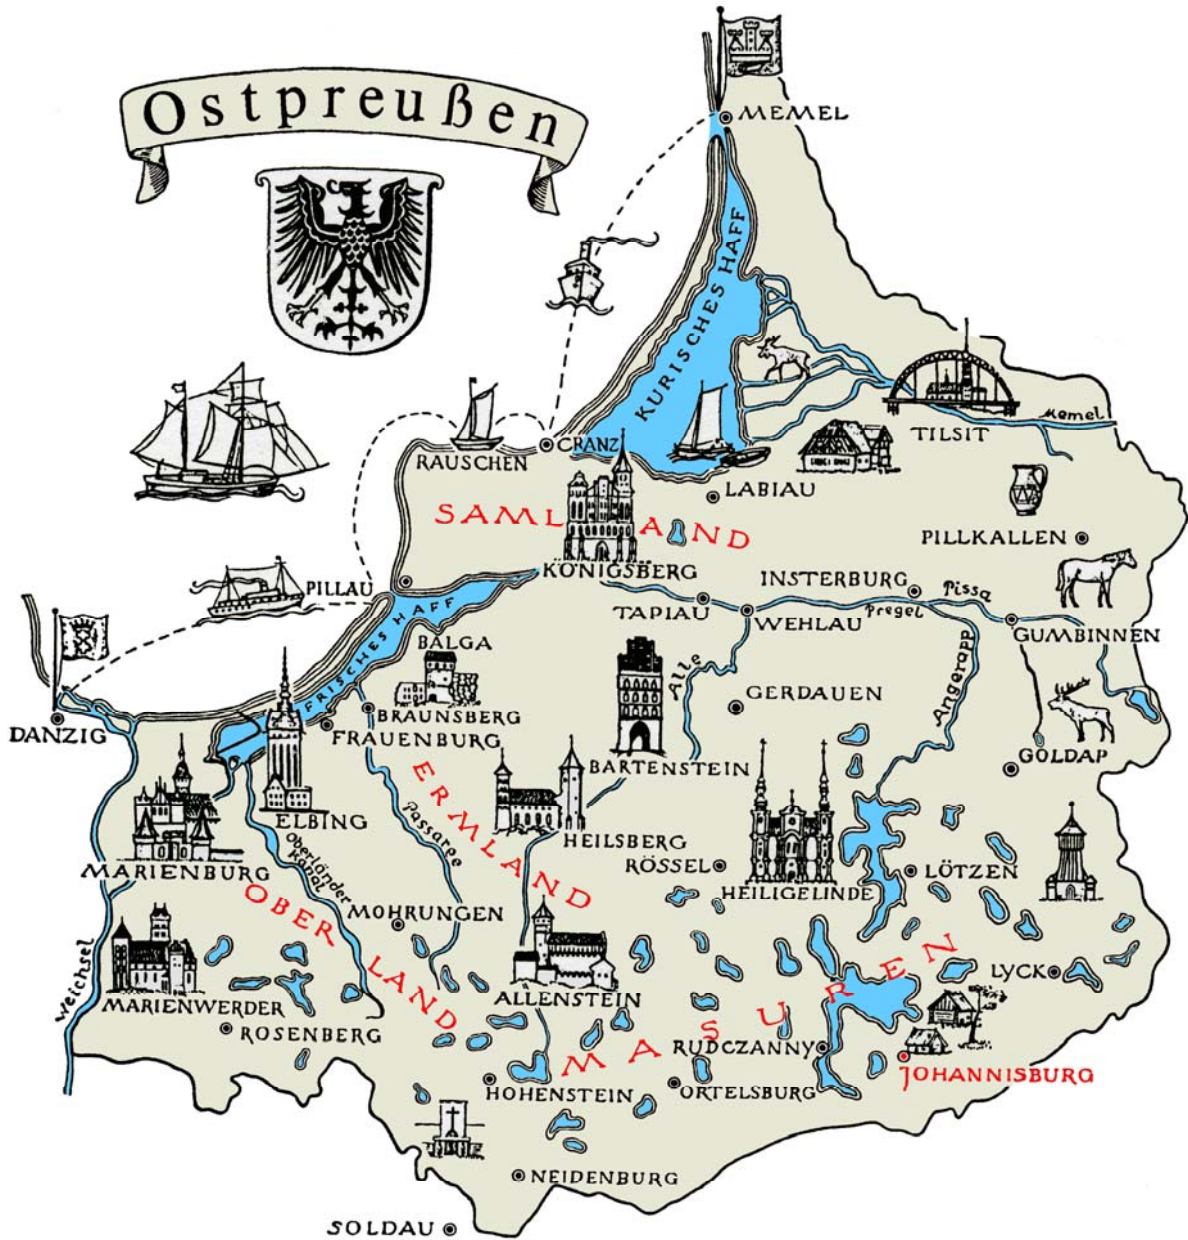 Ostpreußen
MEMEL
KURISCHES HAFF
Memel
TILSIT
RAUSCHEN
CRANZ
LABIAU
SAMLAND
PILLKALLEN
KÖNIGSBERG
PILLAU
INSTERBURG
Pissa
TAPIAU
WEHLAU
Pregel
GUMBINNEN
FRISCHES HAFF
BALGA
Alle
Angerapp
GERDAUEN
DANZIG
BRAUNSBERG
FRAUENBURG
BARTENSTEIN
GOLDAP
ERMLAND
ELBING
Passarge
HEILSBERG
Oberländer
Kanal
MARIENBURG
RÖSSEL
HEILIGELINDE
LÖTZEN
OBER LAND
MOHRUNGEN
Weichsel
MASUREN
LYCK
MARIENWERDER
ALLENSTEIN
ROSENBERG
RUDCZANNY
JOHANNISBURG
HOHENSTEIN
ORTELSBURG
NEIDENBURG
SOLDAU